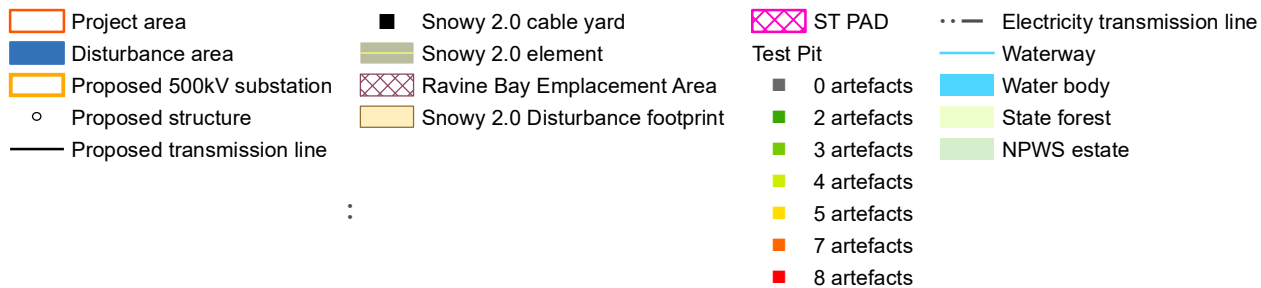 Project area
Disturbance area
Proposed 500kV substation
Proposed structure
Proposed transmission line
:
Snowy 2.0 cable yard
Snowy 2.0 element
Ravine Bay Emplacement Area
Snowy 2.0 Disturbance footprint
ST PAD
Test Pit
0 artefacts
2 artefacts
3 artefacts
4 artefacts
5 artefacts
7 artefacts
8 artefacts
Electricity transmission line
Waterway
Water body
State forest
NPWS estate